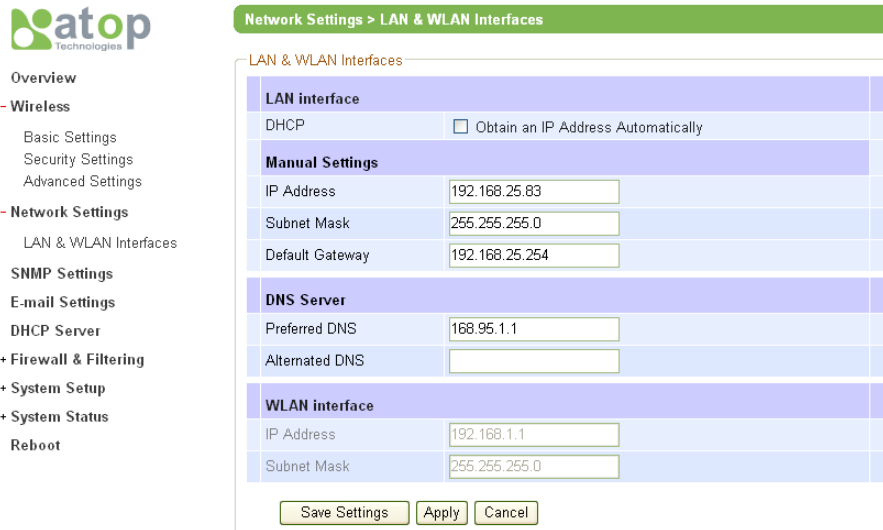 atop
Technologies
Overview
- Wireless
Basic Settings
Security Settings
Advanced Settings
- Network Settings
LAN & WLAN Interfaces
SNMP Settings
E-mail Settings
DHCP Server
+ Firewall & Filtering
+ System Setup
+ System Status
Reboot
Network Settings > LAN & WLAN Interfaces
LAN & WLAN Interfaces
LAN interface
DHCP Obtain an IP Address Automatically
Manual Settings
IP Address 192.168.25.83
Subnet Mask 255.255.255.0
Default Gateway 192.168.25.254
DNS Server
Preferred DNS 168.95.1.1
Alternated DNS
WLAN interface
IP Address 192.168.1.1
Subnet Mask 255.255.255.0
Save Settings Apply Cancel